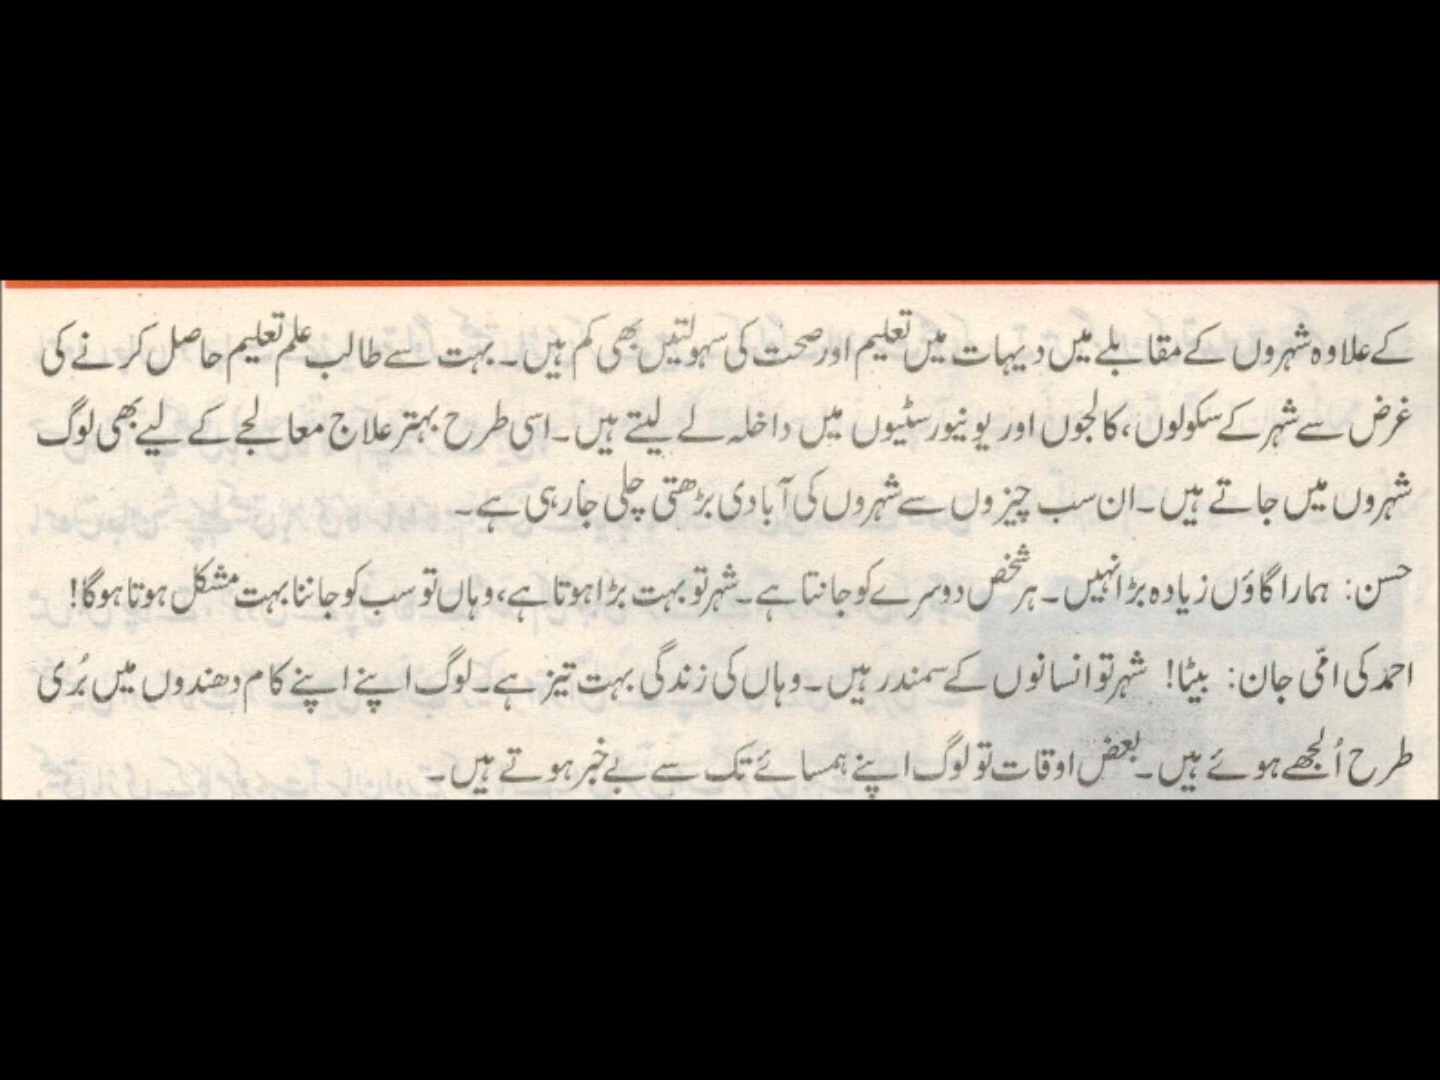 کے علاوہ شہروں کے مقابلے میں دیہات میں تعلیم اور صحت کی سہولتیں بھی کم ہیں۔ بہت سے طالب علم تعلیم حاصل کرنے کی
غرض سے شہر کے سکولوں، کالجوں اور یونیورسٹیوں میں داخلہ لے لیتے ہیں۔ اسی طرح بہتر علاج معالجے کے لیے بھی لوگ
شہروں میں جاتے ہیں۔ ان سب چیزوں سے شہروں کی آبادی بڑھتی چلی جا رہی ہے۔
حسن: ہمارا گاؤں زیادہ بڑا نہیں۔ ہر شخص دوسرے کو جانتا ہے۔ شہر تو بہت بڑا ہوتا ہے، وہاں تو سب کو جاننا بہت مشکل ہوتا ہوگا!
احمد کی امّی جان: بیٹا! شہر تو انسانوں کے سمندر ہیں۔ وہاں کی زندگی بہت تیز ہے۔ لوگ اپنے اپنے کام دھندوں میں بُری
طرح اُلجھے ہوئے ہیں۔ بعض اوقات تو لوگ اپنے ہمسائے تک سے بے خبر ہوتے ہیں۔